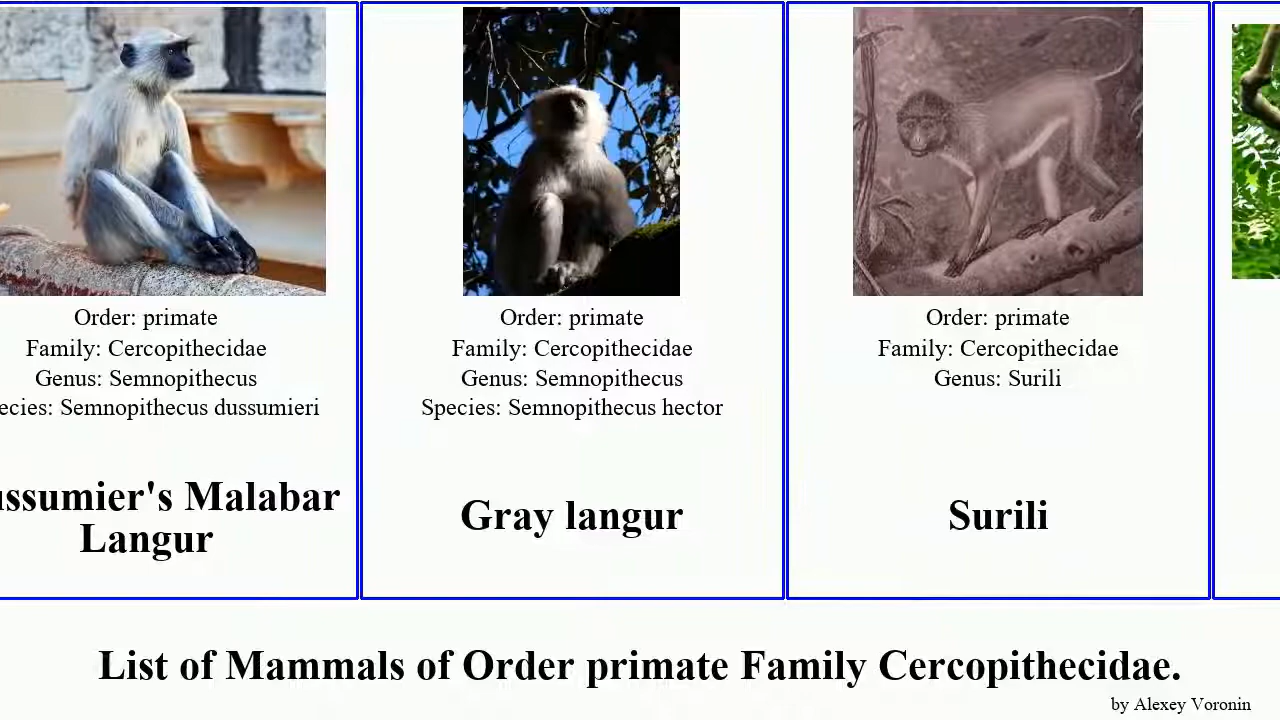 Order: primate
Family: Cercopithecidae
Genus: Semnopithecus
ecies: Semnopithecus dussumieri
ussumier's Malabar
Langur
Order: primate
Family: Cercopithecidae
Genus: Semnopithecus
Species: Semnopithecus hector
Gray langur
Order: primate
Family: Cercopithecidae
Genus: Surili
Surili
List of Mammals of Order primate Family Cercopithecidae.
by Alexey Voronin